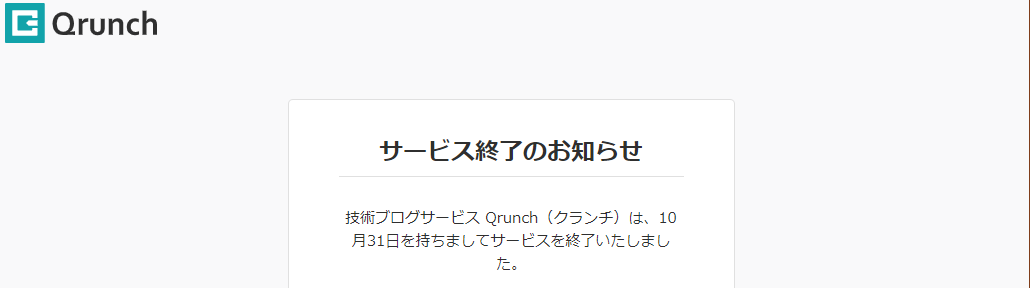 Qrunch
サービス終了のお知らせ
技術ブログサービス Qrunch（クランチ）は、10
月31日を持ちましてサービスを終了いたしまし
た。